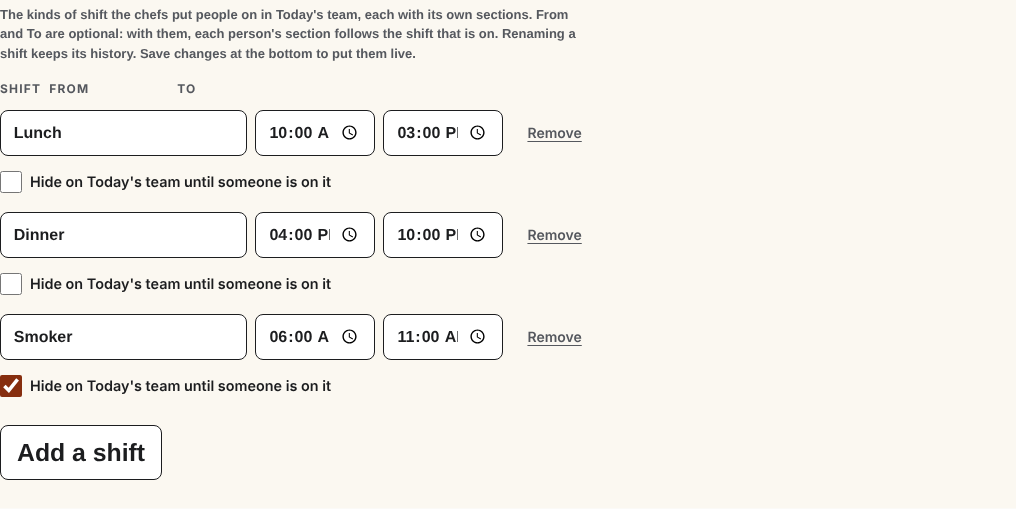 The kinds of shift the chefs put people on in Today's team, each with its own sections. From
and To are optional: with them, each person's section follows the shift that is on. Renaming a
shift keeps its history. Save changes at the bottom to put them live.
SHIFT FROM TO
Lunch 10:00 A 03:00 P Remove
Hide on Today's team until someone is on it
Dinner 04:00 P 10:00 P Remove
Hide on Today's team until someone is on it
Smoker 06:00 A 11:00 A Remove
Hide on Today's team until someone is on it
Add a shift